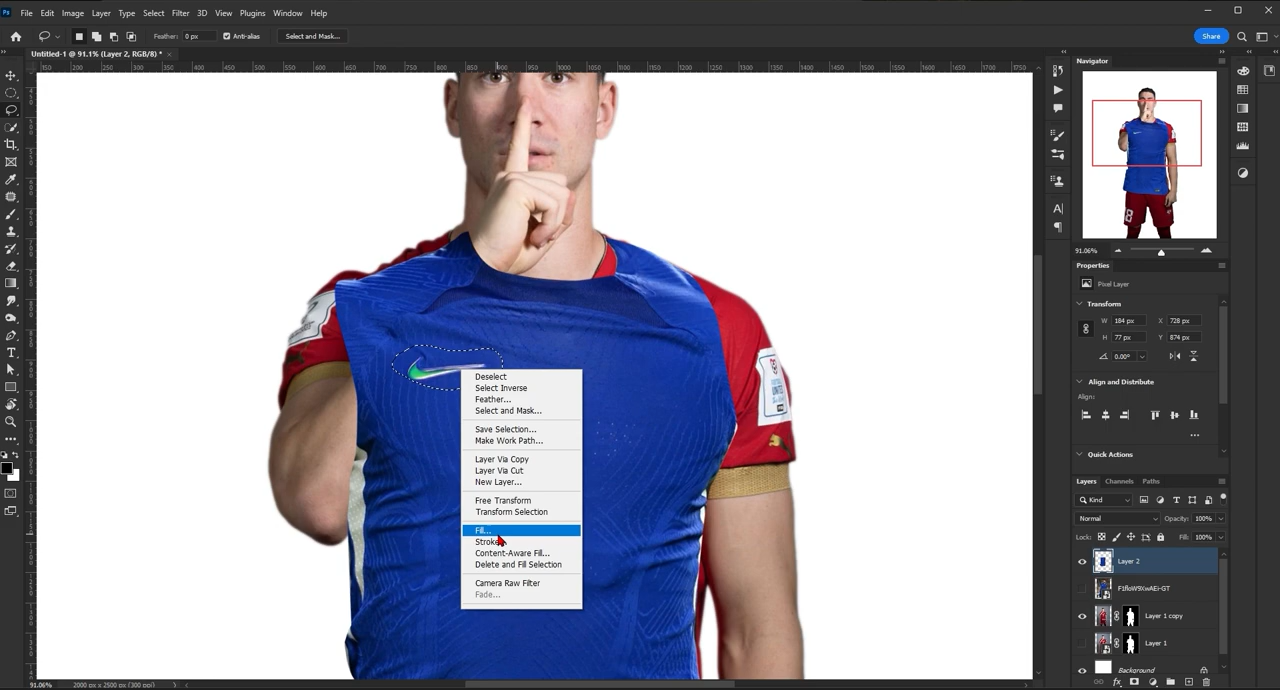 Ps File Edit Image Layer Type Select Filter 3D View Plugins Window Help
Feather: 0 px Anti-alias Select and Mask... Share
Untitled-1 @ 91.1% (Layer 2, RGB/8) * ×
Navigator
91.06%
Properties
Pixel Layer
Transform
W 184 px X 728 px
H 77 px Y 874 px
0.00°
Align and Distribute
Align:
Quick Actions
Layers Channels Paths
Kind
Normal Opacity: 100%
Lock: Fill: 100%
Layer 2
F1floW9XwAEi-GT
Layer 1 copy
Layer 1
Background
Deselect
Select Inverse
Feather...
Select and Mask...
Save Selection...
Make Work Path...
Layer Via Copy
Layer Via Cut
New Layer...
Free Transform
Transform Selection
Fill...
Stroke
Content-Aware Fill...
Delete and Fill Selection
Camera Raw Filter
Fade...
91.06% 2000 px x 2500 px (300 ppi)